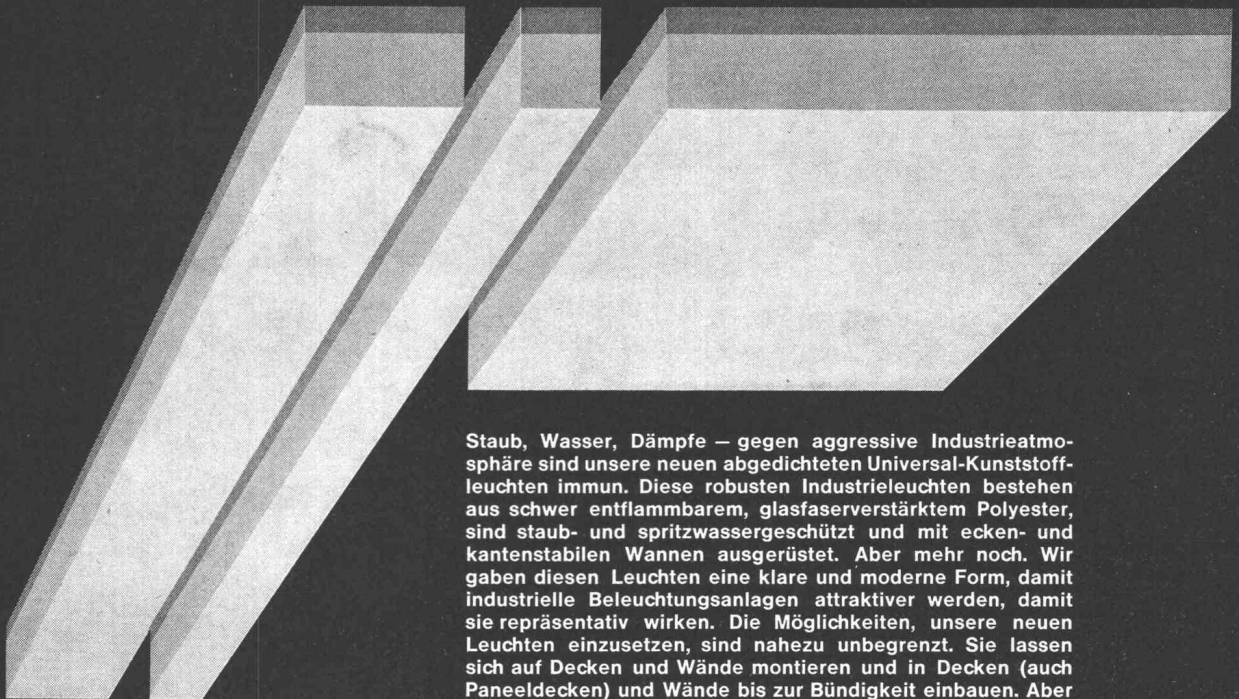 Staub, Wasser, Dämpfe — gegen aggressive Industrieatmo-
sphäre sind unsere neuen abgedichteten Universal-Kunststoff-
leuchten immun. Diese robusten Industrieleuchten bestehen
aus schwer entflammbarem, glasfaserverstärktem Polyester,
sind staub- und spritzwassergeschützt und mit ecken- und
kantenstabilen Wannen ausgerüstet. Aber mehr noch. Wir
gaben diesen Leuchten eine klare und moderne Form, damit
industrielle Beleuchtungsanlagen attraktiver werden, damit
sie repräsentativ wirken. Die Möglichkeiten, unsere neuen
Leuchten einzusetzen, sind nahezu unbegrenzt. Sie lassen
sich auf Decken und Wände montieren und in Decken (auch
Paneeldecken) und Wände bis zur Bündigkeit einbauen. Aber